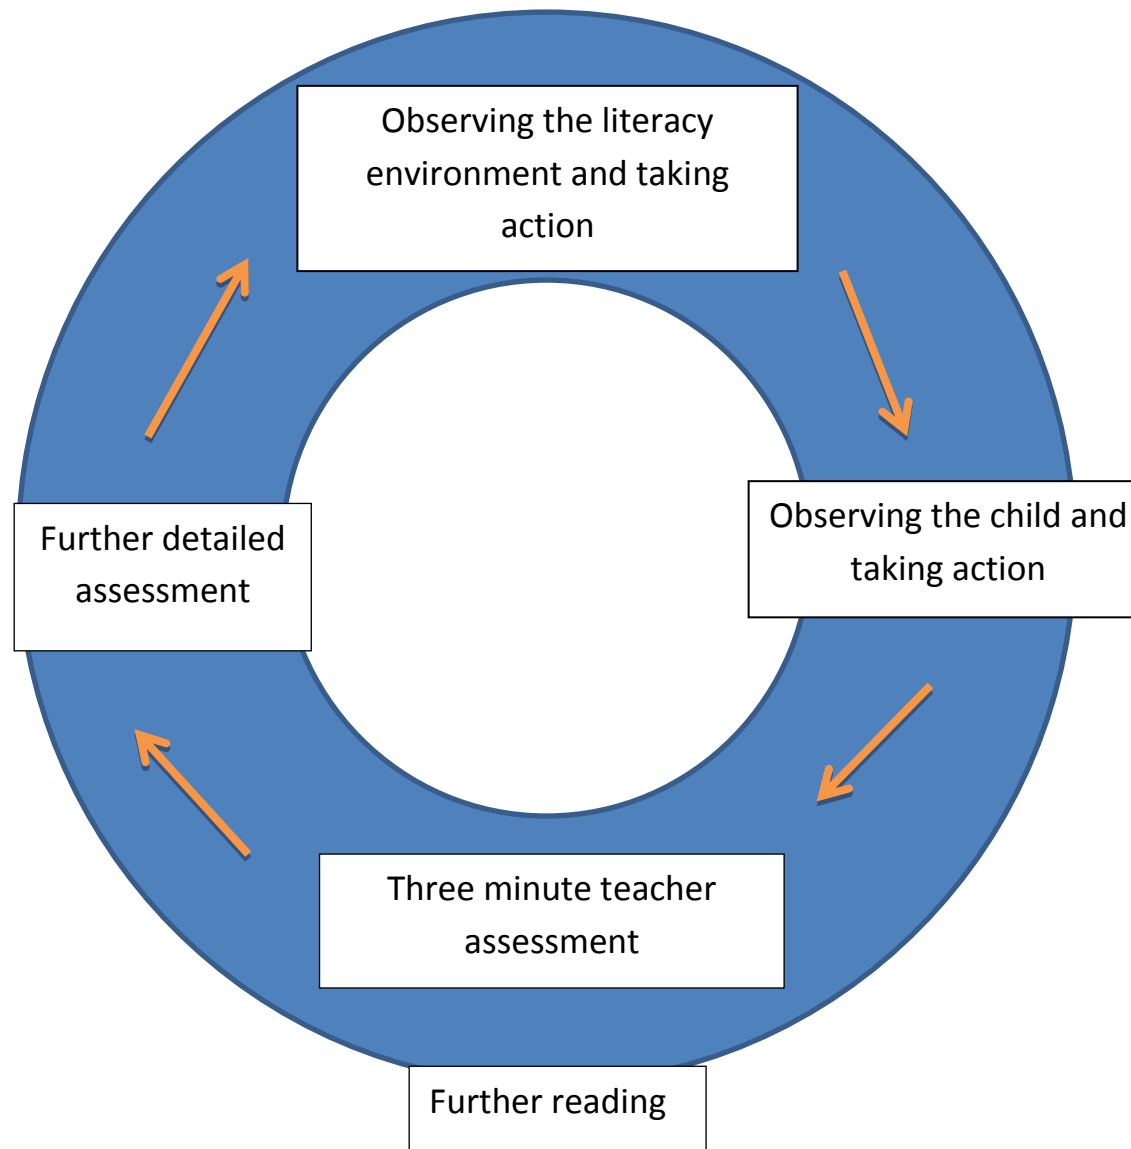 Observing the literacy
environment and taking
action
Observing the child and
taking action
Further detailed
assessment
Three minute teacher
assessment
Further reading